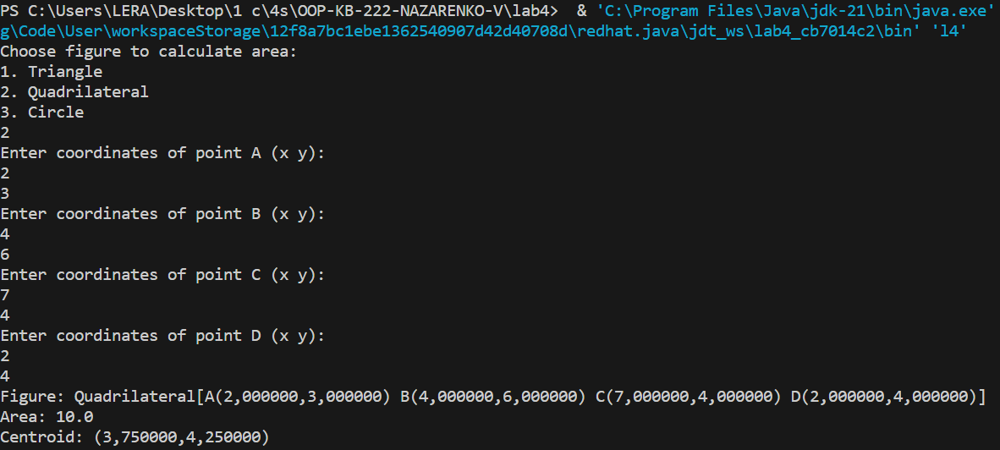 PS C:\Users\LERA\Desktop\1 c\4s\OOP-KB-222-NAZARENKO-V\lab4>  & 'C:\Program Files\Java\jdk-21\bin\java.exe'
g\Code\User\workspaceStorage\12f8a7bc1ebe1362540907d42d40708d\redhat.java\jdt_ws\lab4_cb7014c2\bin' 'l4'
Choose figure to calculate area:
1. Triangle
2. Quadrilateral
3. Circle
2
Enter coordinates of point A (x y):
2
3
Enter coordinates of point B (x y):
4
6
Enter coordinates of point C (x y):
7
4
Enter coordinates of point D (x y):
2
4
Figure: Quadrilateral[A(2,000000,3,000000) B(4,000000,6,000000) C(7,000000,4,000000) D(2,000000,4,000000)]
Area: 10.0
Centroid: (3,750000,4,250000)